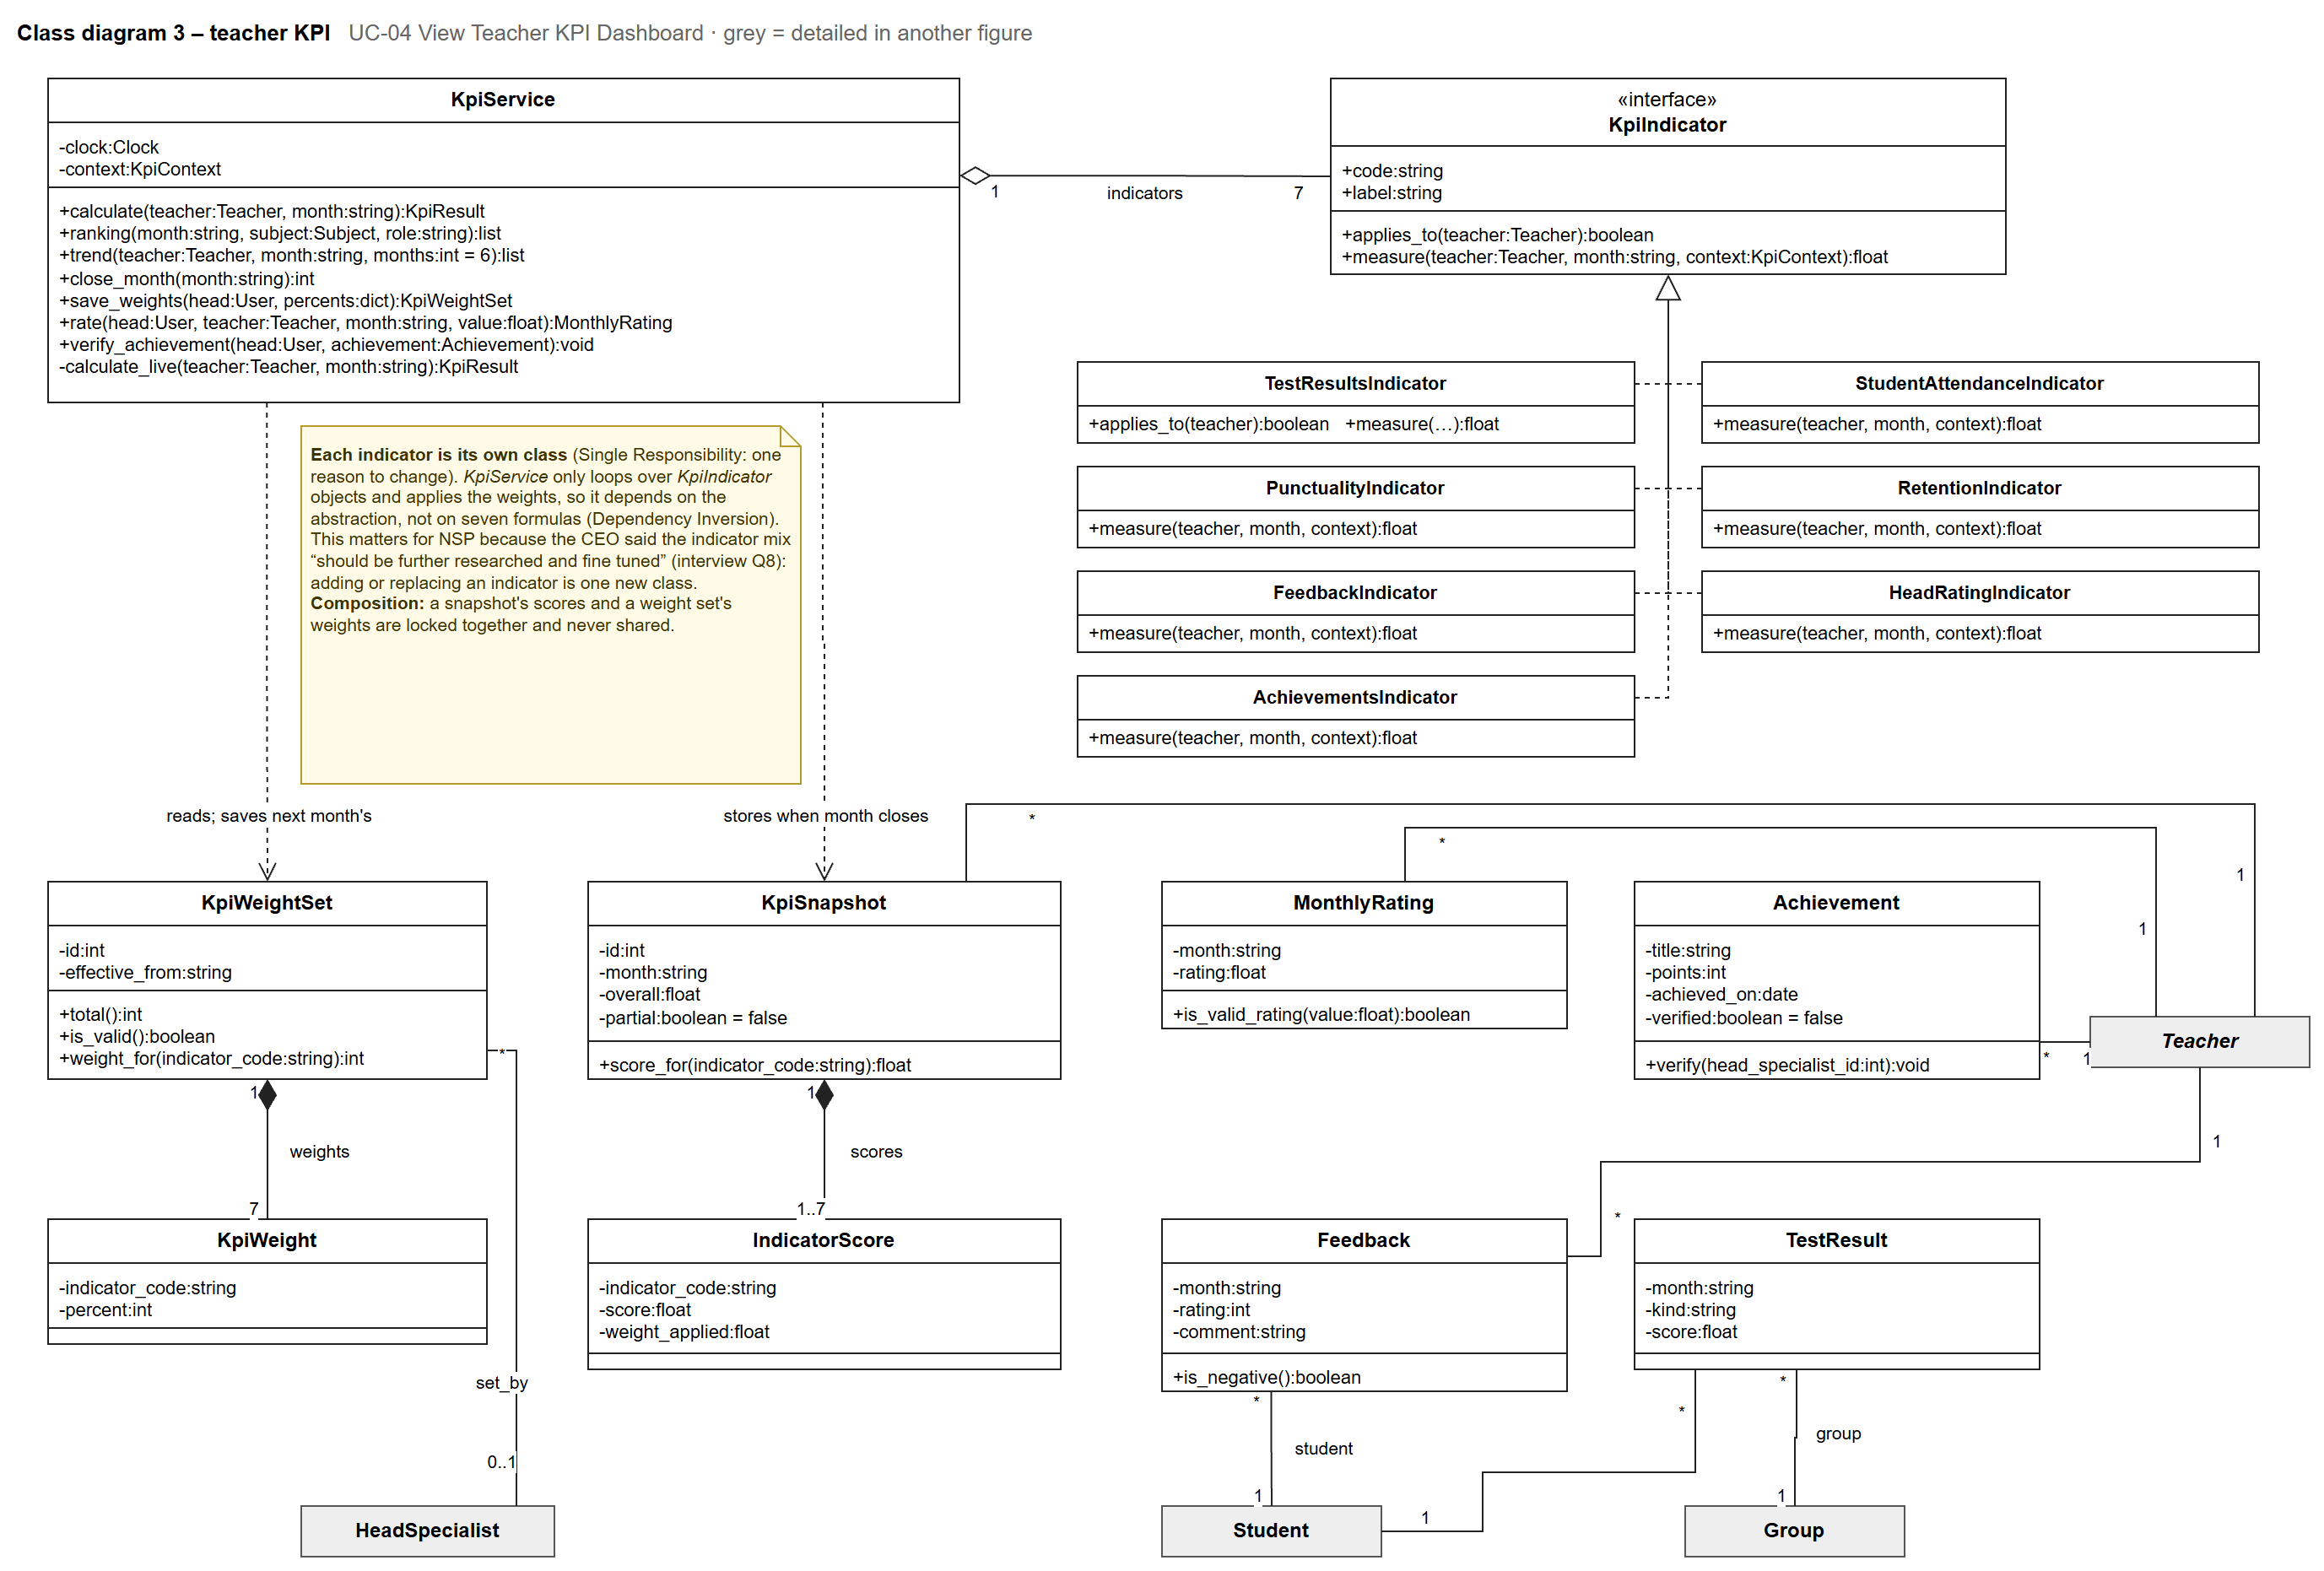 Class diagram 3 – teacher KPI   UC-04 View Teacher KPI Dashboard · grey = detailed in another figure
KpiService
-clock:Clock
-context:KpiContext
+calculate(teacher:Teacher, month:string):KpiResult
+ranking(month:string, subject:Subject, role:string):list
+trend(teacher:Teacher, month:string, months:int = 6):list
+close_month(month:string):int
+save_weights(head:User, percents:dict):KpiWeightSet
+rate(head:User, teacher:Teacher, month:string, value:float):MonthlyRating
+verify_achievement(head:User, achievement:Achievement):void
-calculate_live(teacher:Teacher, month:string):KpiResult
1
indicators
7
«interface»
KpiIndicator
+code:string
+label:string
+applies_to(teacher:Teacher):boolean
+measure(teacher:Teacher, month:string, context:KpiContext):float
TestResultsIndicator
+applies_to(teacher):boolean   +measure(…):float
StudentAttendanceIndicator
+measure(teacher, month, context):float
PunctualityIndicator
+measure(teacher, month, context):float
RetentionIndicator
+measure(teacher, month, context):float
FeedbackIndicator
+measure(teacher, month, context):float
HeadRatingIndicator
+measure(teacher, month, context):float
AchievementsIndicator
+measure(teacher, month, context):float
Each indicator is its own class (Single Responsibility: one
reason to change). KpiService only loops over KpiIndicator
objects and applies the weights, so it depends on the
abstraction, not on seven formulas (Dependency Inversion).
This matters for NSP because the CEO said the indicator mix
“should be further researched and fine tuned” (interview Q8):
adding or replacing an indicator is one new class.
Composition: a snapshot's scores and a weight set's
weights are locked together and never shared.
reads; saves next month's
stores when month closes
*
*
1
1
KpiWeightSet
-id:int
-effective_from:string
+total():int
+is_valid():boolean
+weight_for(indicator_code:string):int
*
KpiSnapshot
-id:int
-month:string
-overall:float
-partial:boolean = false
+score_for(indicator_code:string):float
MonthlyRating
-month:string
-rating:float
+is_valid_rating(value:float):boolean
Achievement
-title:string
-points:int
-achieved_on:date
-verified:boolean = false
+verify(head_specialist_id:int):void
*
1
Teacher
1
weights
7
1
scores
1..7
1
*
KpiWeight
-indicator_code:string
-percent:int
IndicatorScore
-indicator_code:string
-score:float
-weight_applied:float
Feedback
-month:string
-rating:int
-comment:string
+is_negative():boolean
TestResult
-month:string
-kind:string
-score:float
set_by
0..1
*
student
1
*
1
*
group
1
HeadSpecialist
Student
Group